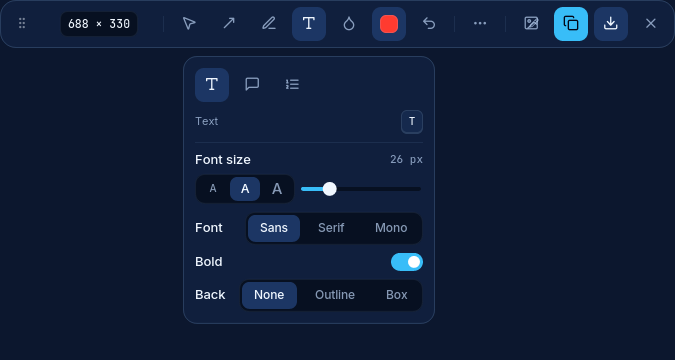 688 × 330
T
T
Text T
Font size 26 px
A A A
Font Sans Serif Mono
Bold
Back None Outline Box